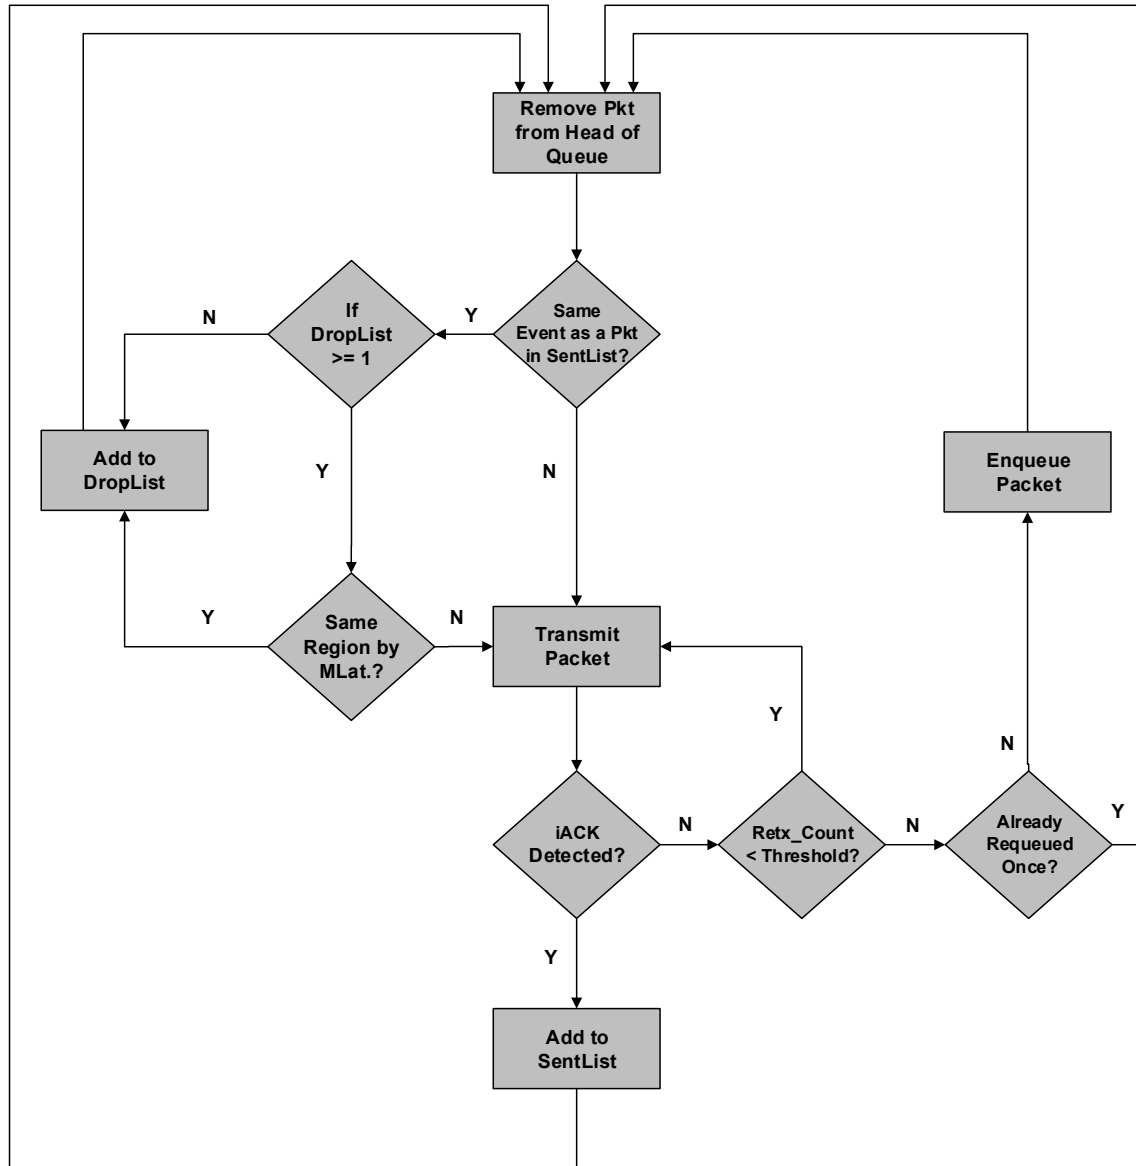 Remove Pkt
from Head of
Queue
If
DropList
>= 1
Same
Event as a Pkt
in SentList?
N
Y
Add to
DropList
Y
N
Enqueue
Packet
Same
Region by
MLat.?
Y
N
Transmit
Packet
Y
N
iACK
Detected?
N
Retx_Count
< Threshold?
N
Already
Requeued
Once?
Y
Y
Add to
SentList